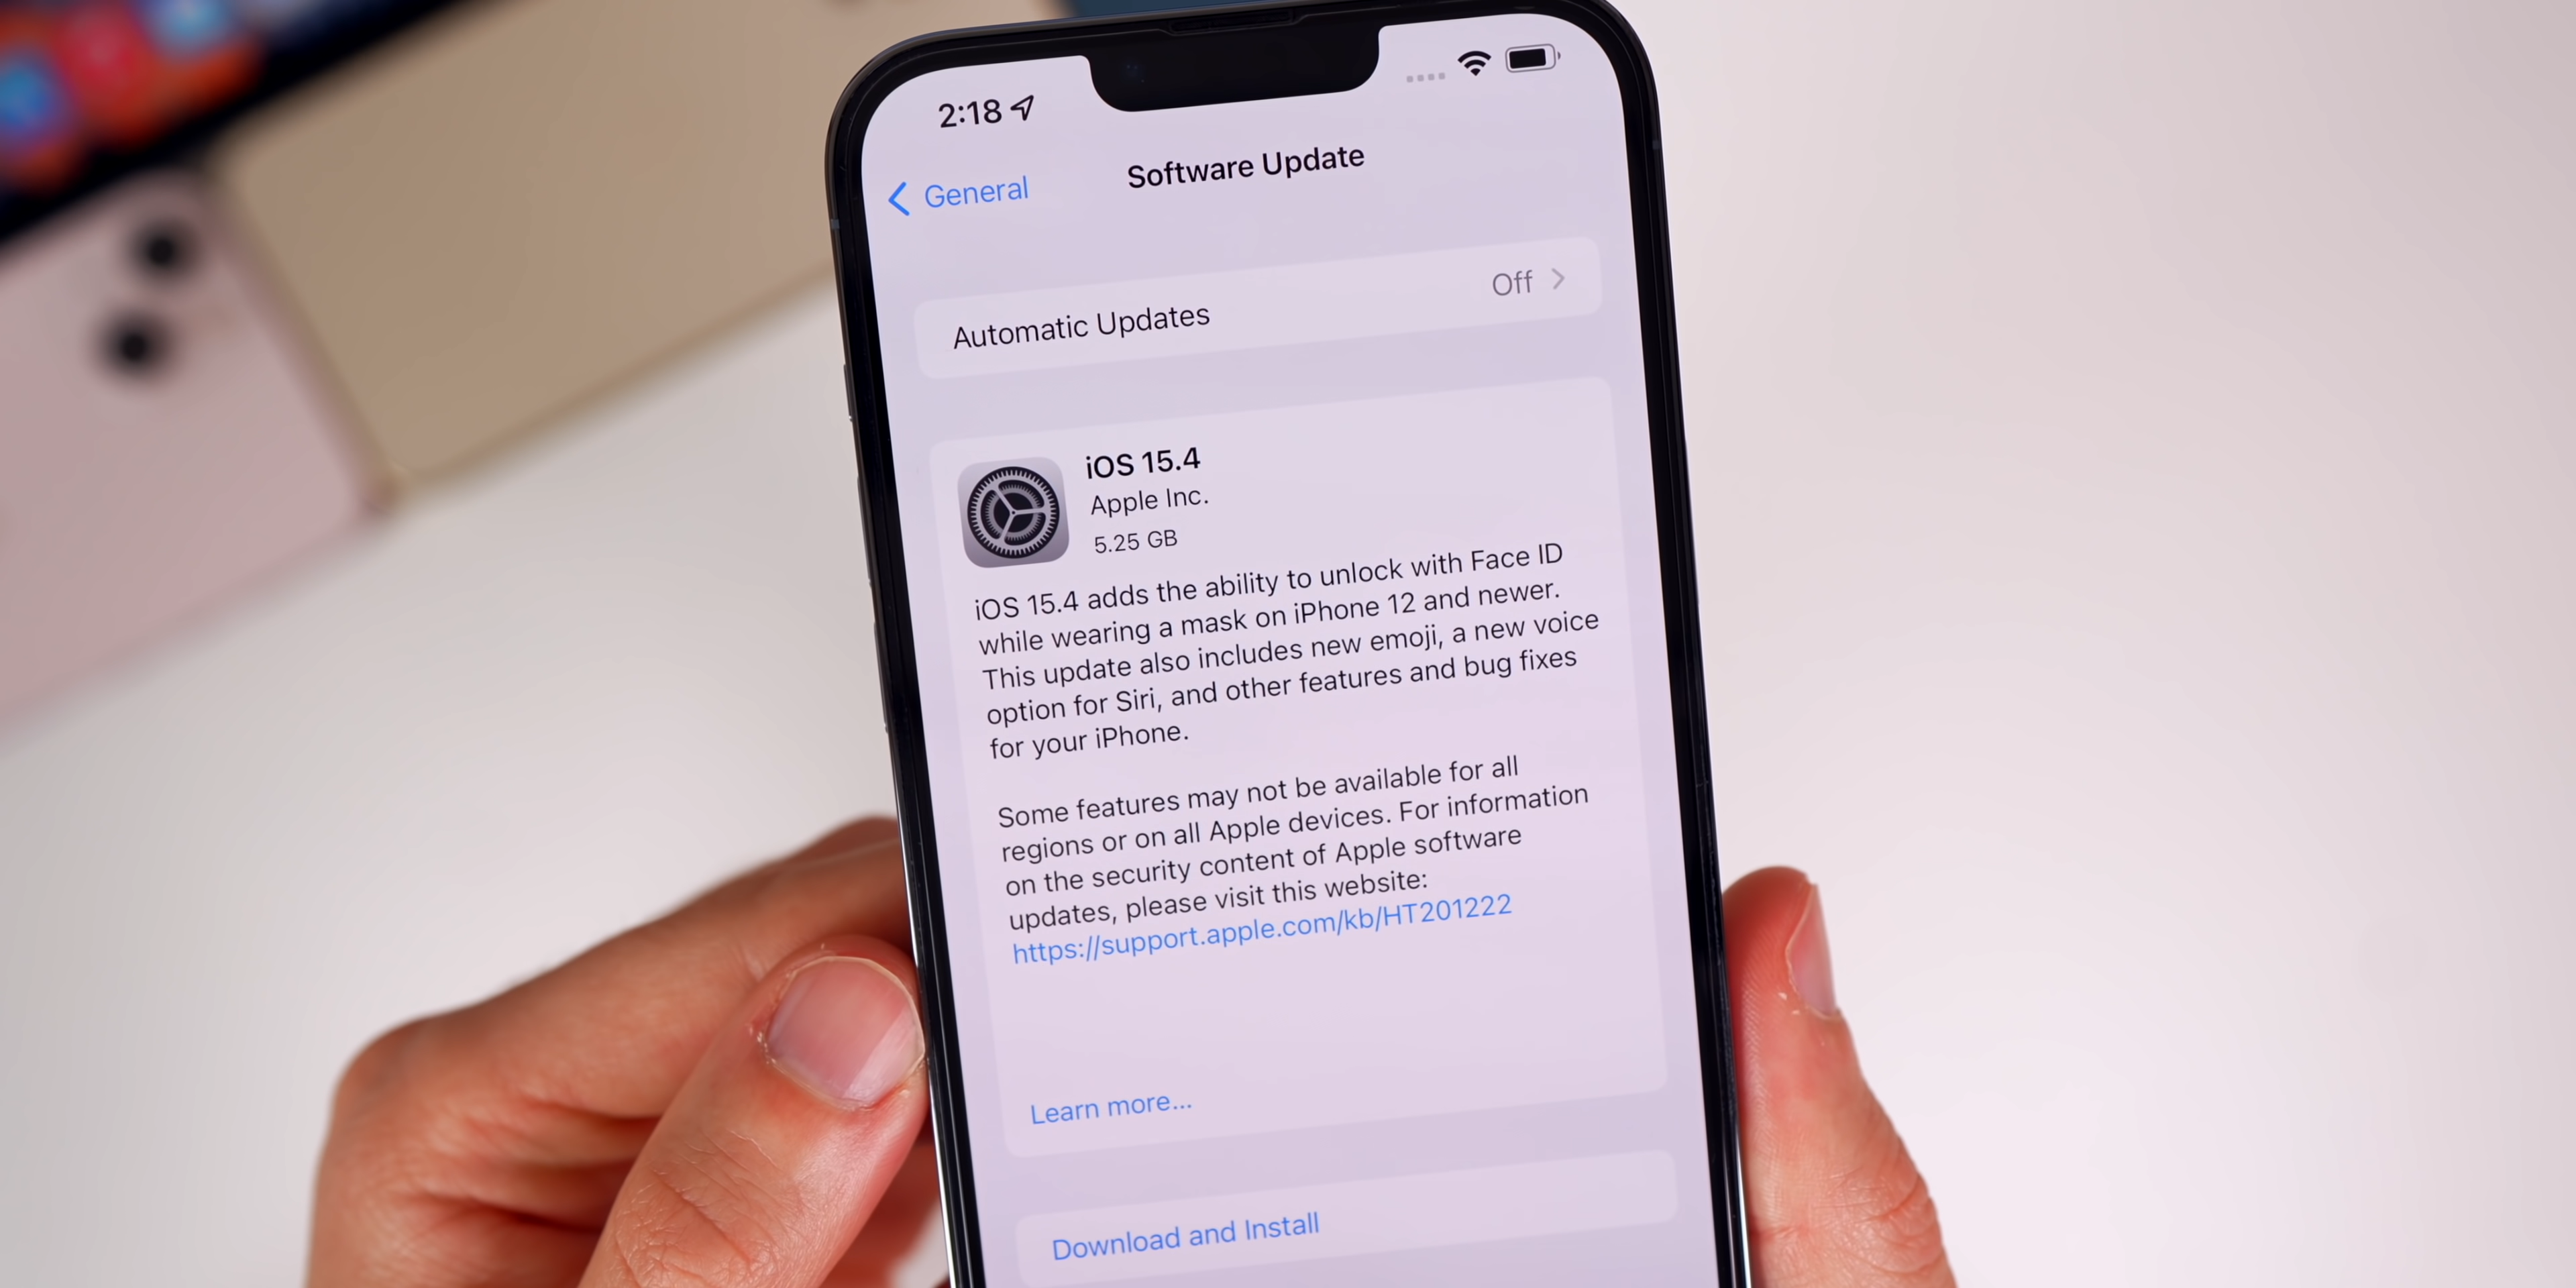 2:18
General
Software Update
Automatic Updates
Off
iOS 15.4
Apple Inc.
5.25 GB
iOS 15.4 adds the ability to unlock with Face ID
while wearing a mask on iPhone 12 and newer.
This update also includes new emoji, a new voice
option for Siri, and other features and bug fixes
for your iPhone.
Some features may not be available for all
regions or on all Apple devices. For information
on the security content of Apple software
updates, please visit this website:
https://support.apple.com/kb/HT201222
Learn more...
Download and Install